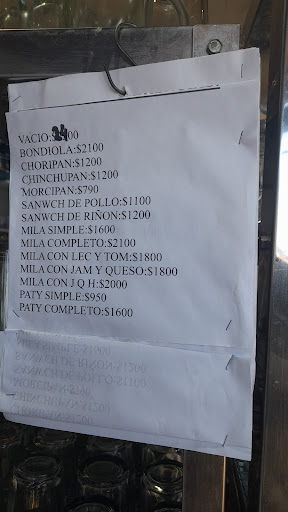 VACIO:$2400
BONDIOLA:$2100
CHORIPAN:$1200
CHINCHUPAN:$1200
MORCIPAN:$790
SANWCH DE POLLO:$1100
SANWCH DE RIÑON:$1200
MILA SIMPLE:$1600
MILA COMPLETO:$2100
MILA CON LEC Y TOM:$1800
MILA CON JAM Y QUESO:$1800
MILA CON J Q H:$2000
PATY SIMPLE:$950
PATY COMPLETO:$1600